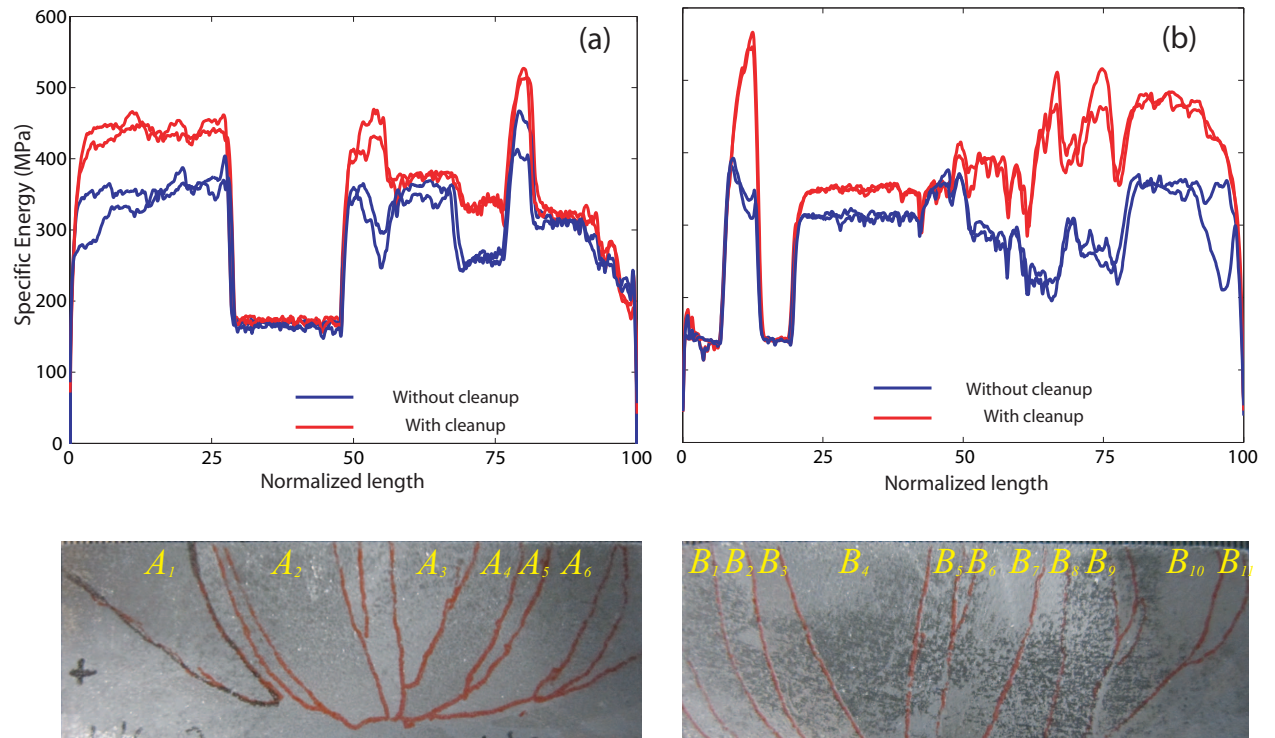 600
500
400
300
200
100
0
Specific Energy (MPa)
(a)
Without cleanup
With cleanup
0 25 50 75 100
Normalized length
(b)
Without cleanup
With cleanup
0 25 50 75 100
Normalized length
A1 A2 A3 A4 A5 A6
B1 B2 B3 B4 B5 B6 B7 B8 B9 B10 B11